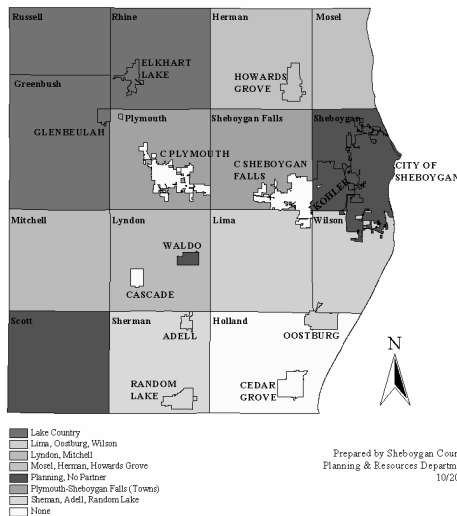 Russell
Rhine
Herman
Mosel
ELKHART
LAKE
HOWARDS
GROVE
Greenbush
GLENBEULAH
Plymouth
Sheboygan Falls
Sheboygan
C PLYMOUTH
C SHEBOYGAN
FALLS
KOHLER
CITY OF
SHEBOYGAN
Mitchell
Lyndon
Lima
Wilson
WALDO
CASCADE
Scott
Sherman
Holland
ADELL
OOSTBURG
RANDOM
LAKE
CEDAR
GROVE
N
Lake Country
Lima, Oostburg, Wilson
Lyndon, Mitchell
Mosel, Herman, Howards Grove
Planning, No Partner
Plymouth-Sheboygan Falls (Towns)
Sheman, Adell, Random Lake
None
Prepared by Sheboygan Coun
Planning & Resources Departm
10/20